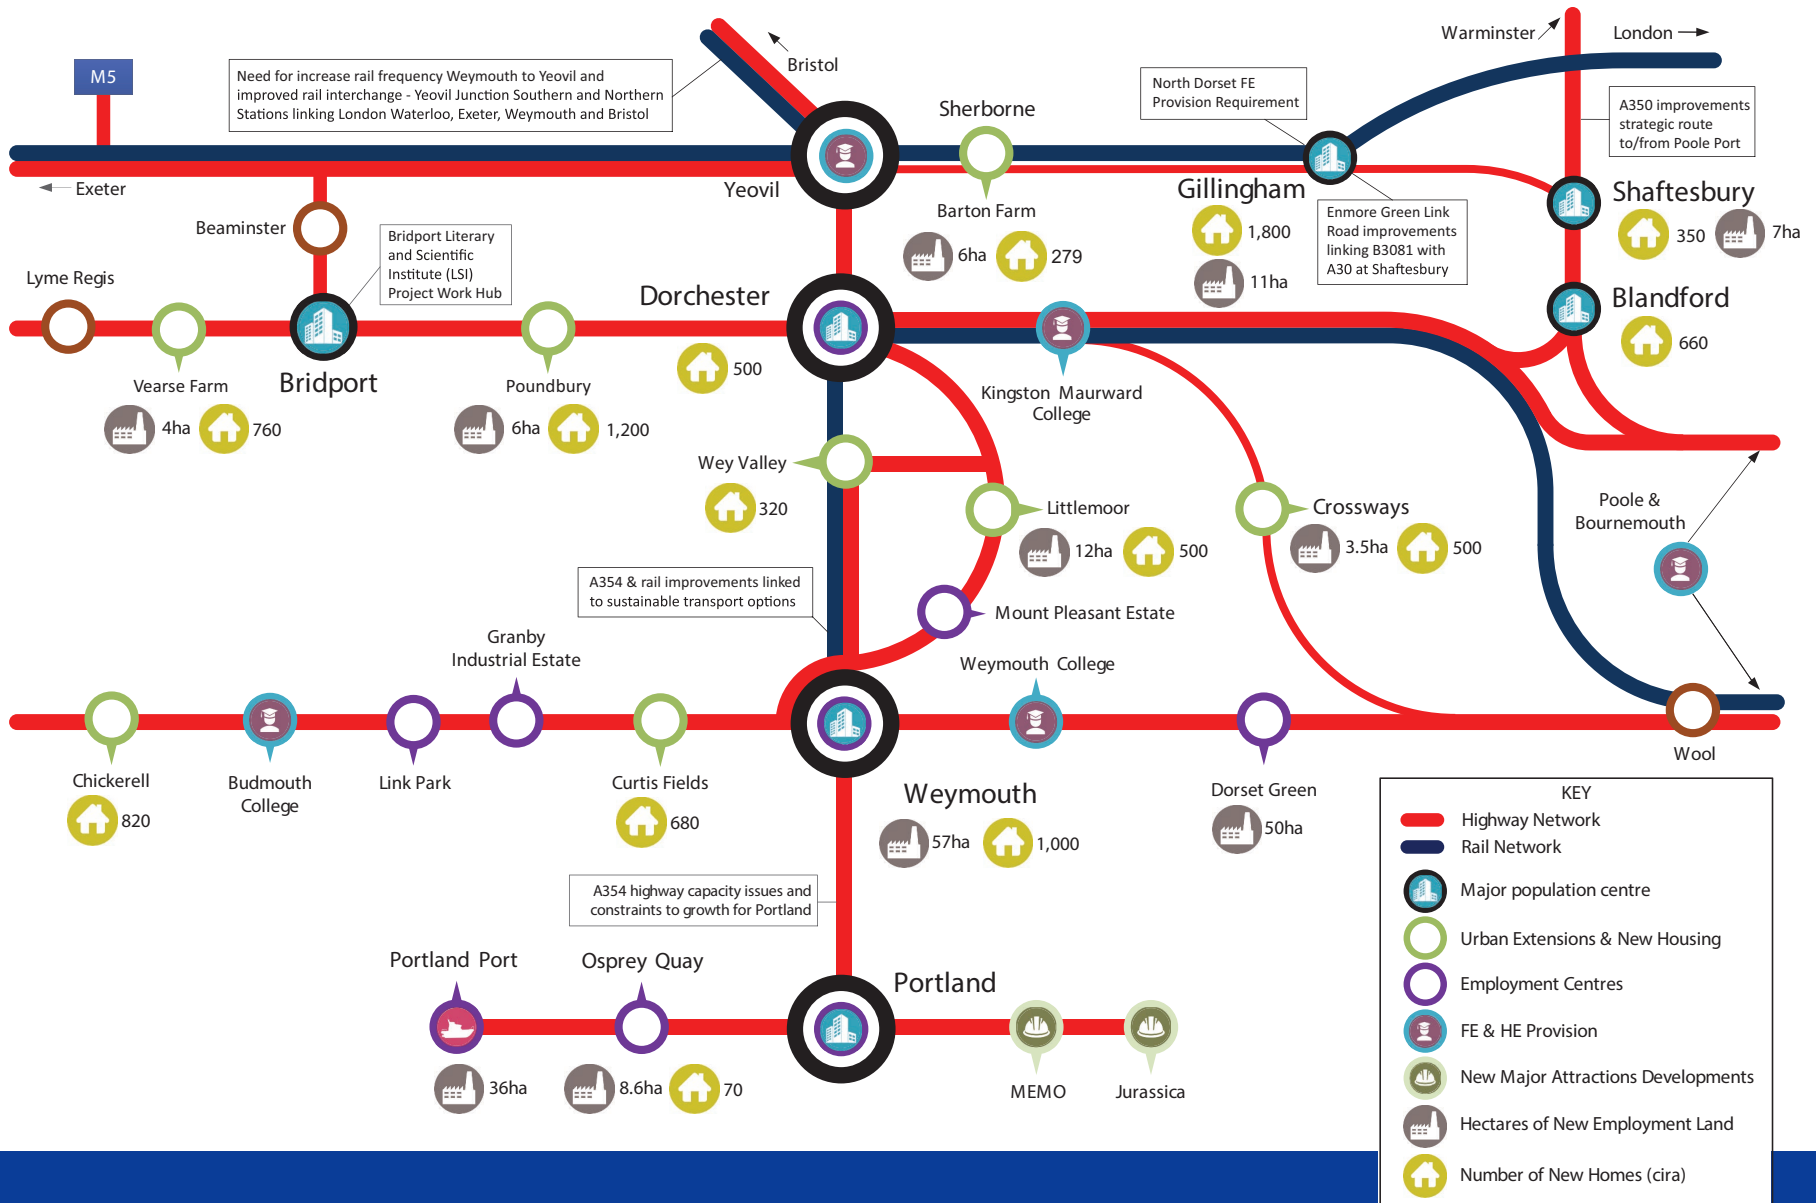 M5
Need for increase rail frequency Weymouth to Yeovil and
improved rail interchange - Yeovil Junction Southern and Northern
Stations linking London Waterloo, Exeter, Weymouth and Bristol
Bristol
Sherborne
North Dorset FE
Provision Requirement
Warminster
London
A350 improvements
strategic route
to/from Poole Port
Exeter
Yeovil
Beaminster
Barton Farm
6ha
279
Gillingham
1,800
11ha
Enmore Green Link
Road improvements
linking B3081 with
A30 at Shaftesbury
Shaftesbury
350
7ha
Bridport Literary
and Scientific
Institute (LSI)
Project Work Hub
Lyme Regis
Dorchester
500
Blandford
660
Vearse Farm
4ha
760
Bridport
Poundbury
6ha
1,200
Kingston Maurward
College
Wey Valley
320
Littlemoor
12ha
500
Crossways
3.5ha
500
Poole &
Bournemouth
A354 & rail improvements linked
to sustainable transport options
Mount Pleasant Estate
Granby
Industrial Estate
Weymouth College
Chickerell
820
Budmouth
College
Link Park
Curtis Fields
680
Weymouth
57ha
1,000
Dorset Green
50ha
Wool
A354 highway capacity issues and
constraints to growth for Portland
Portland Port
36ha
Osprey Quay
8.6ha
70
Portland
MEMO
Jurassica
KEY
Highway Network
Rail Network
Major population centre
Urban Extensions & New Housing
Employment Centres
FE & HE Provision
New Major Attractions Developments
Hectares of New Employment Land
Number of New Homes (cira)